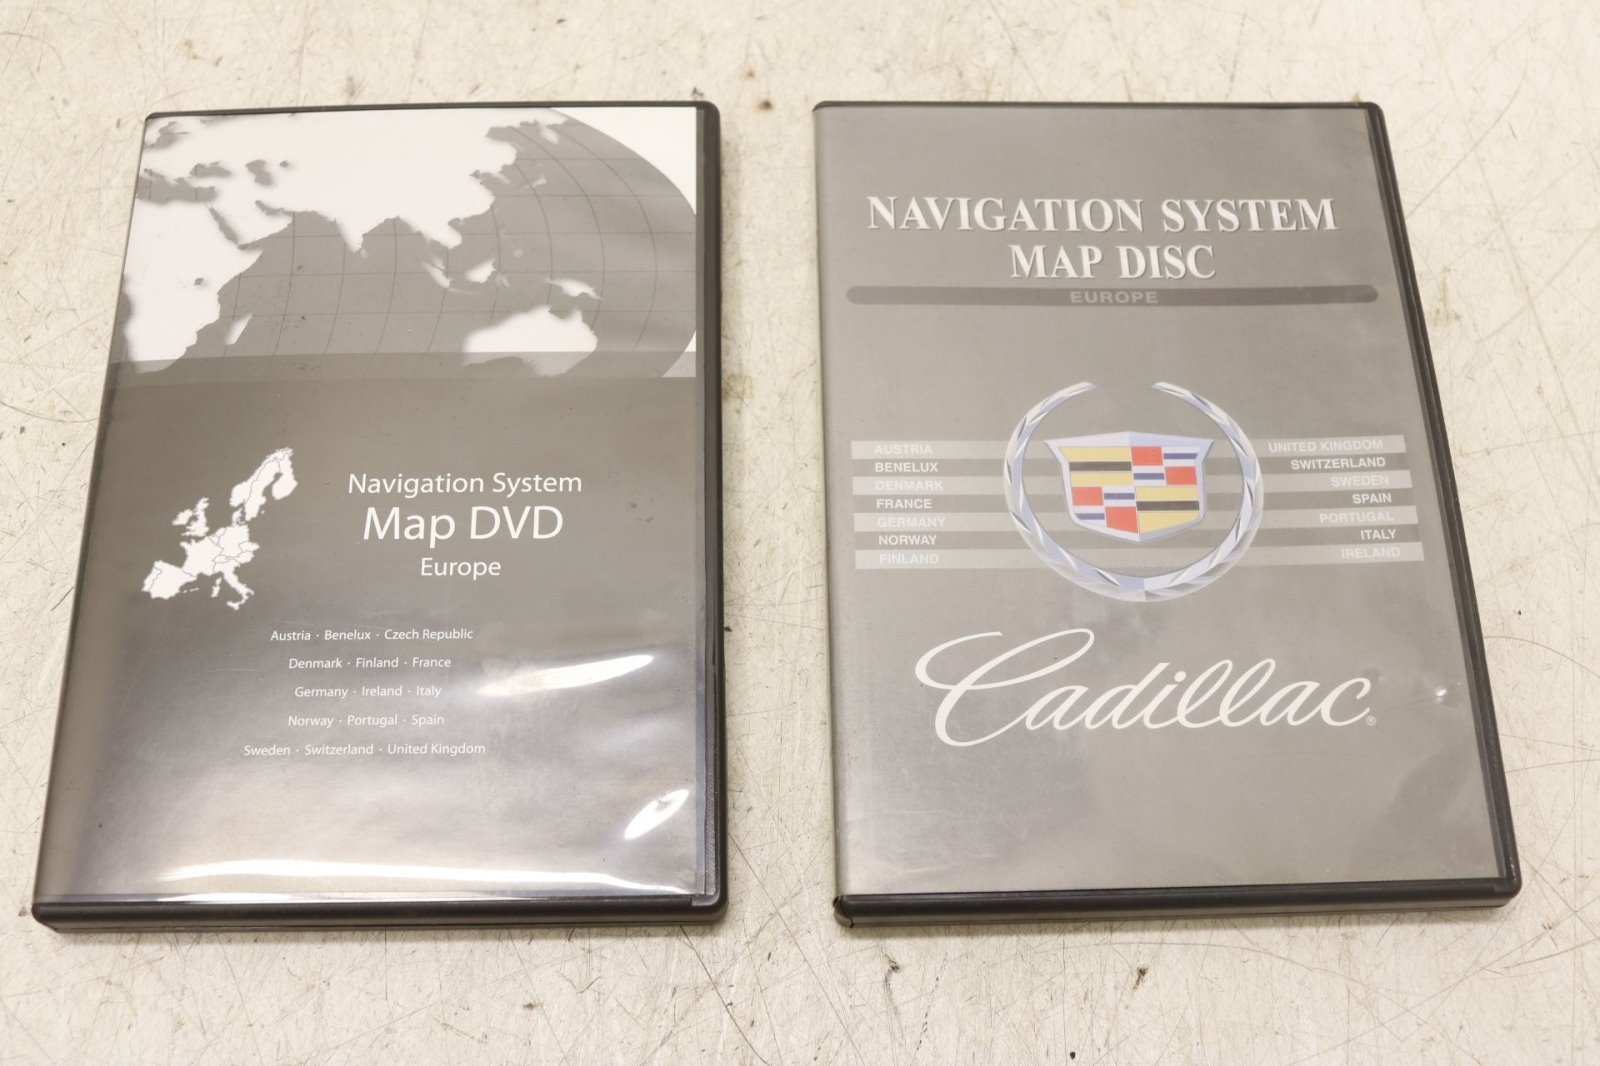 Navigation System
Map DVD
Europe
Austria · Benelux · Czech Republic
Denmark · Finland · France
Germany · Ireland · Italy
Norway · Portugal · Spain
Sweden · Switzerland · United Kingdom
NAVIGATION SYSTEM
MAP DISC
EUROPE
AUSTRIA
BENELUX
DENMARK
FRANCE
GERMANY
NORWAY
FINLAND
UNITED KINGDOM
SWITZERLAND
SWEDEN
SPAIN
PORTUGAL
ITALY
IRELAND
Cadillac®